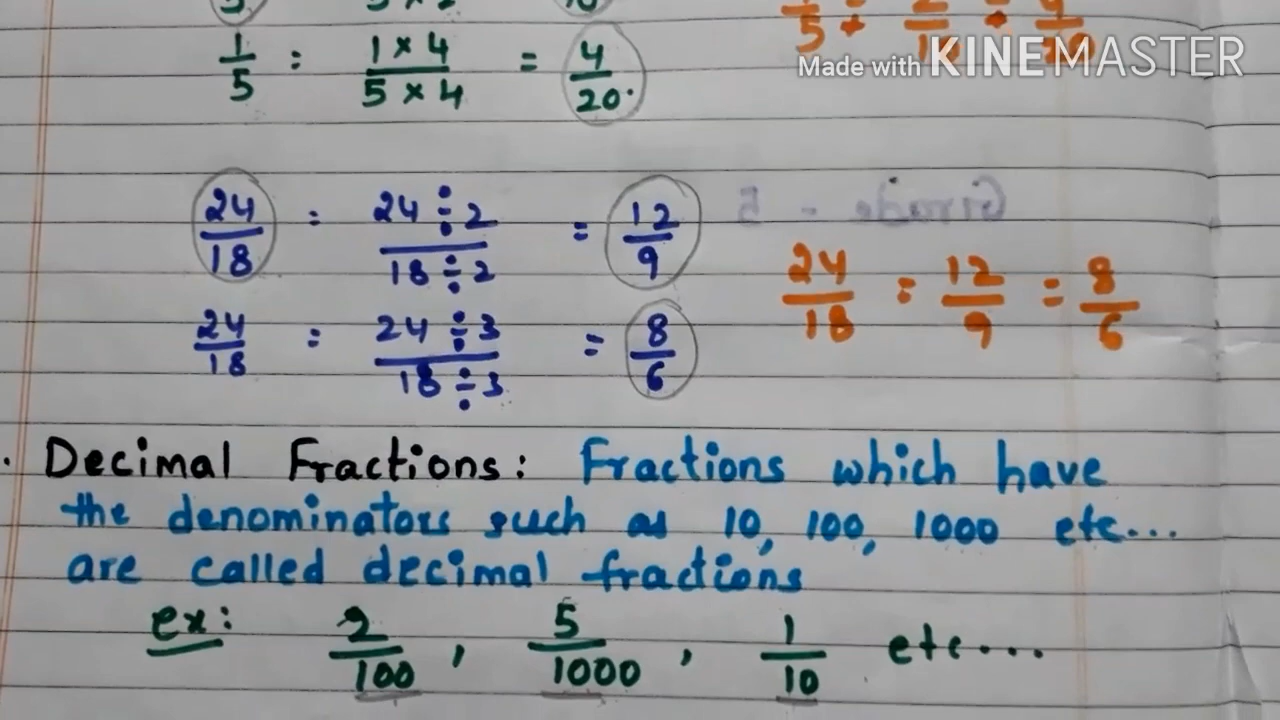 1/5 : 1 × 4 / 5 × 4 = 4/20.
Made with KINEMASTER
24/18 : 24 ÷ 2 / 18 ÷ 2 = 12/9
Grade - 5
24/18 : 24 ÷ 3 / 18 ÷ 3 = 8/6
24/18 = 12/9 = 8/6
. Decimal Fractions: Fractions which have
the denominators such as 10, 100, 1000 etc...
are called decimal fractions
ex: 2/100 , 5/1000 , 1/10 etc....